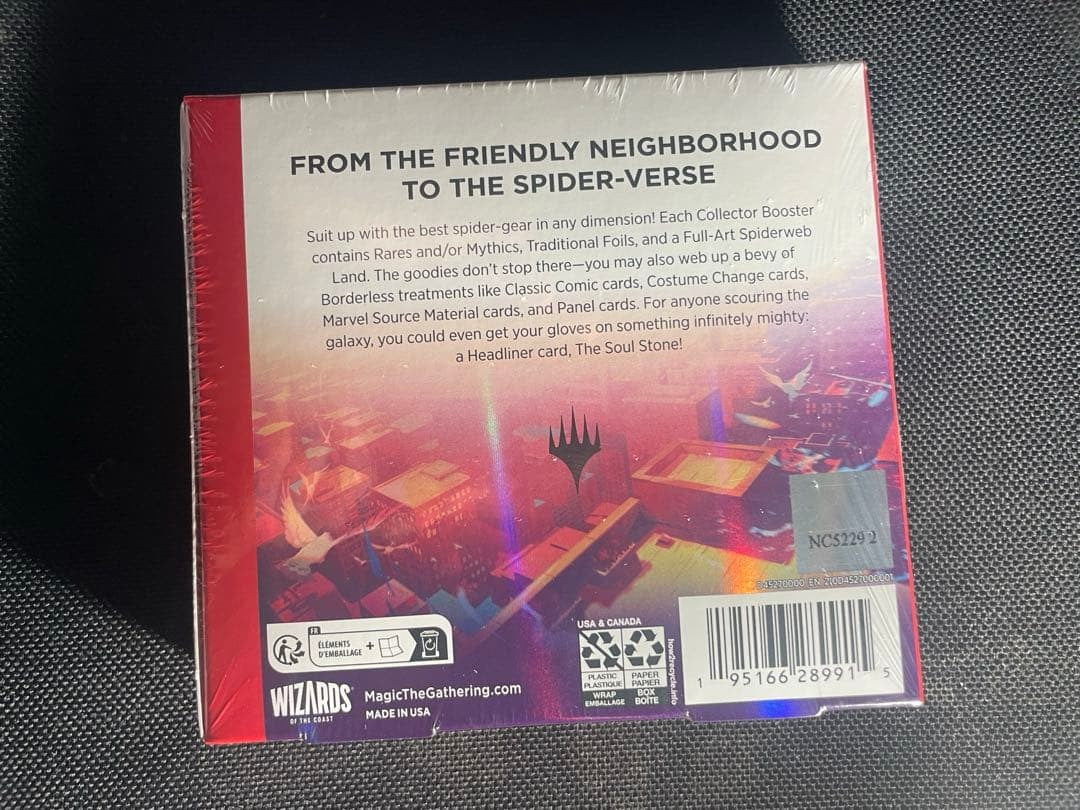 FROM THE FRIENDLY NEIGHBORHOOD
TO THE SPIDER-VERSE
Suit up with the best spider-gear in any dimension! Each Collector Booster
contains Rares and/or Mythics, Traditional Foils, and a Full-Art Spiderweb
Land. The goodies don't stop there—you may also web up a bevy of
Borderless treatments like Classic Comic cards, Costume Change cards,
Marvel Source Material cards, and Panel cards. For anyone scouring the
galaxy, you could even get your gloves on something infinitely mighty:
a Headliner card, The Soul Stone!
NC5229 2
EN
FR
ÉLÉMENTS
D'EMBALLAGE
+
USA & CANADA
PLASTIC
PLASTIQUE
WRAP
EMBALLAGE
PAPER
PAPIER
BOX
BOÎTE
how2recycle.info
1 95166 28991 5
WIZARDS
OF THE COAST
MagicTheGathering.com
MADE IN USA